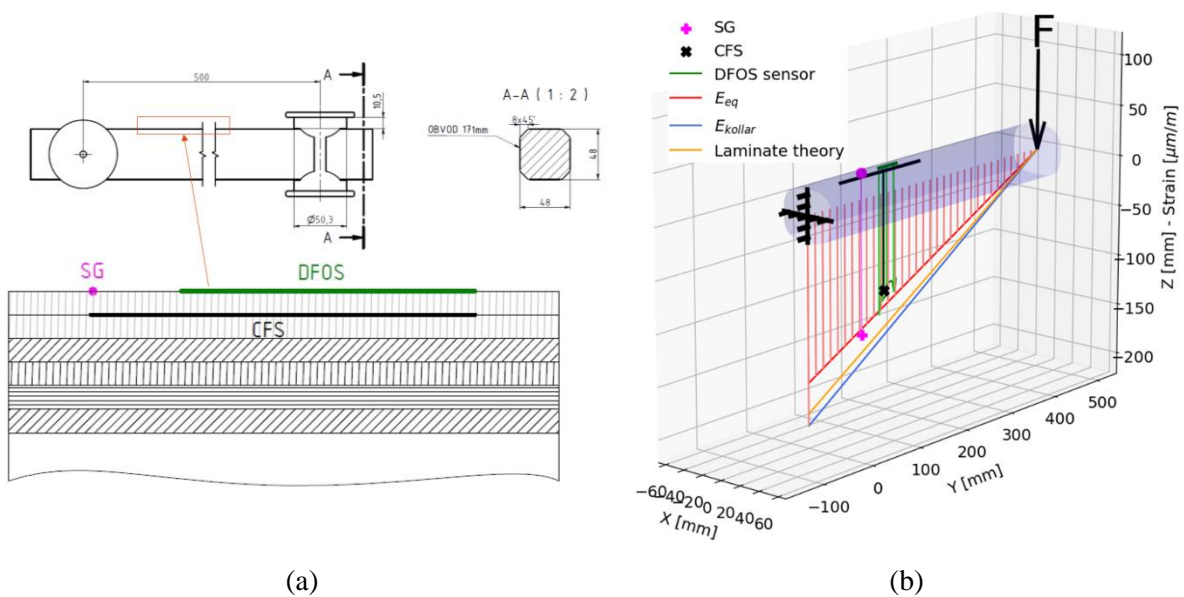 500
A
A
10,5
Ø50,3
A-A ( 1 : 2 )
8x45°
OBVOD 171mm
48
48
SG
DFOS
CFS
(a)
SG
CFS
DFOS sensor
E_eq
E_kollar
Laminate theory
F
100
50
0
−50
−100
−150
−200
Z [mm] - Strain [μm/m]
−60
−40
−20
0
20
40
60
X [mm]
−100
0
100
200
300
400
500
Y [mm]
(b)